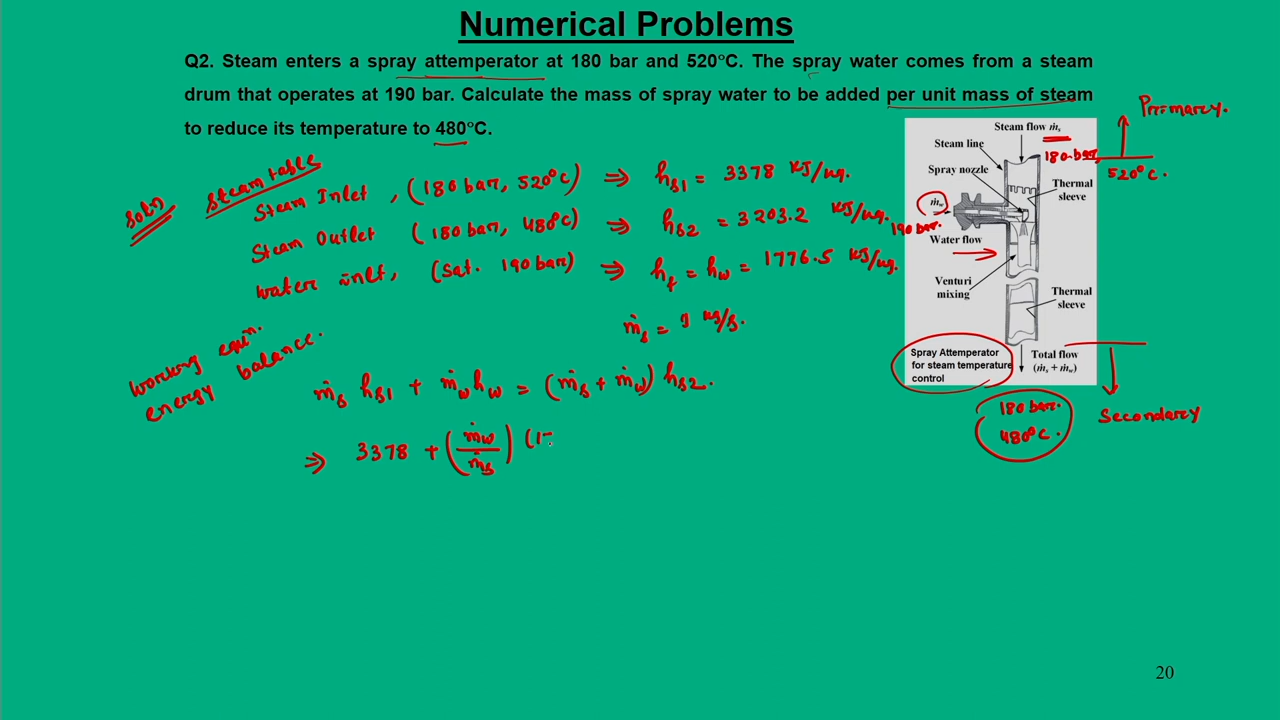 Numerical Problems
Q2. Steam enters a spray attemperator at 180 bar and 520°C. The spray water comes from a steam
drum that operates at 190 bar. Calculate the mass of spray water to be added per unit mass of steam
to reduce its temperature to 480°C.
Soln
Steam table
Steam Inlet , (180 bar, 520°C) ⇒ hs1 = 3378 KJ/kg.
Steam Outlet (180 bar, 480°C) ⇒ hs2 = 3203.2 KJ/kg.
Water inlet, (Sat. 190 bar) ⇒ hf = hw = 1776.5 KJ/kg.
ṁs = 1 kg/s.
Working eqn.
energy balance.
ṁs hs1 + ṁw hw = (ṁs + ṁw) hs2.
⇒ 3378 + (ṁw/ṁs) (17
Primary.
Steam flow ṁs
180 bar,
520°C.
Steam line
Spray nozzle
Thermal
sleeve
ṁw
190 bar.
Water flow
Venturi
mixing
Thermal
sleeve
Spray Attemperator
for steam temperature
control
Total flow
(ṁs + ṁw)
180 bar.
480°C.
Secondary
20